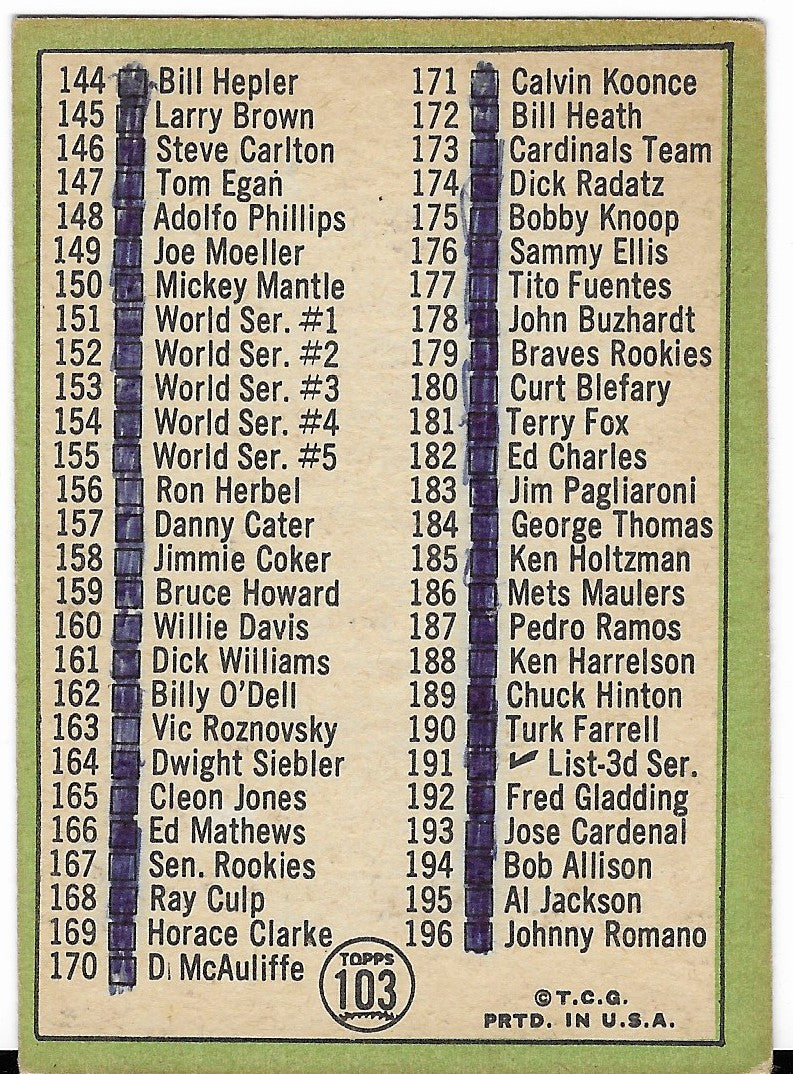 144 Bill Hepler
145 Larry Brown
146 Steve Carlton
147 Tom Egan
148 Adolfo Phillips
149 Joe Moeller
150 Mickey Mantle
151 World Ser. #1
152 World Ser. #2
153 World Ser. #3
154 World Ser. #4
155 World Ser. #5
156 Ron Herbel
157 Danny Cater
158 Jimmie Coker
159 Bruce Howard
160 Willie Davis
161 Dick Williams
162 Billy O'Dell
163 Vic Roznovsky
164 Dwight Siebler
165 Cleon Jones
166 Ed Mathews
167 Sen. Rookies
168 Ray Culp
169 Horace Clarke
170 D. McAuliffe
171 Calvin Koonce
172 Bill Heath
173 Cardinals Team
174 Dick Radatz
175 Bobby Knoop
176 Sammy Ellis
177 Tito Fuentes
178 John Buzhardt
179 Braves Rookies
180 Curt Blefary
181 Terry Fox
182 Ed Charles
183 Jim Pagliaroni
184 George Thomas
185 Ken Holtzman
186 Mets Maulers
187 Pedro Ramos
188 Ken Harrelson
189 Chuck Hinton
190 Turk Farrell
191 ✓ List-3d Ser.
192 Fred Gladding
193 Jose Cardenal
194 Bob Allison
195 Al Jackson
196 Johnny Romano
TOPPS
103
©T.C.G.
PRTD. IN U.S.A.